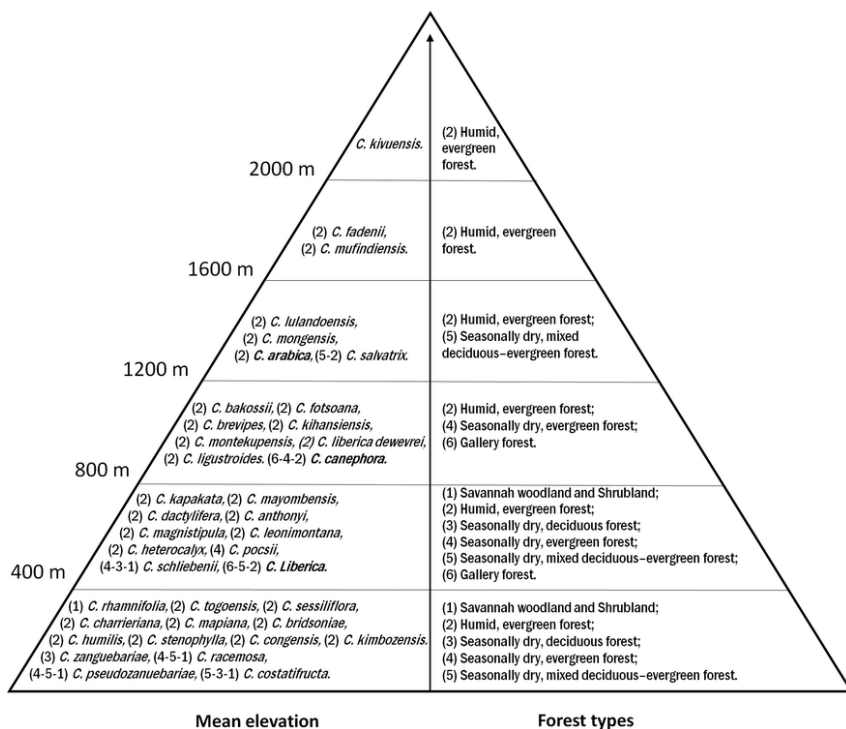 C. kivuensis.
(2) Humid,
evergreen
forest.
2000 m
(2) C. fadenii,
(2) C. mufindiensis.
(2) Humid, evergreen
forest.
1600 m
(2) C. lulandoensis,
(2) C. mongensis,
(2) C. arabica, (5-2) C. salvatrix.
(2) Humid, evergreen forest;
(5) Seasonally dry, mixed
deciduous–evergreen forest.
1200 m
(2) C. bakossii, (2) C. fotsoana,
(2) C. brevipes, (2) C. kihansiensis,
(2) C. montekupensis, (2) C. liberica dewevrei,
(2) C. ligustroides. (6-4-2) C. canephora.
(2) Humid, evergreen forest;
(4) Seasonally dry, evergreen forest;
(6) Gallery forest.
800 m
(2) C. kapakata, (2) C. mayombensis,
(2) C. dactylifera, (2) C. anthonyi,
(2) C. magnistipula, (2) C. leonimontana,
(2) C. heterocalyx, (4) C. pocsii,
(4-3-1) C. schliebenii, (6-5-2) C. Liberica.
(1) Savannah woodland and Shrubland;
(2) Humid, evergreen forest;
(3) Seasonally dry, deciduous forest;
(4) Seasonally dry, evergreen forest;
(5) Seasonally dry, mixed deciduous–evergreen forest;
(6) Gallery forest.
400 m
(1) C. rhamnifolia, (2) C. togoensis, (2) C. sessiliflora,
(2) C. charrieriana, (2) C. mapiana, (2) C. bridsoniae,
(2) C. humilis, (2) C. stenophylla, (2) C. congensis, (2) C. kimbozensis.
(3) C. zanguebariae, (4-5-1) C. racemosa,
(4-5-1) C. pseudozanuebariae, (5-3-1) C. costatifructa.
(1) Savannah woodland and Shrubland;
(2) Humid, evergreen forest;
(3) Seasonally dry, deciduous forest;
(4) Seasonally dry, evergreen forest;
(5) Seasonally dry, mixed deciduous–evergreen forest.
Mean elevation
Forest types